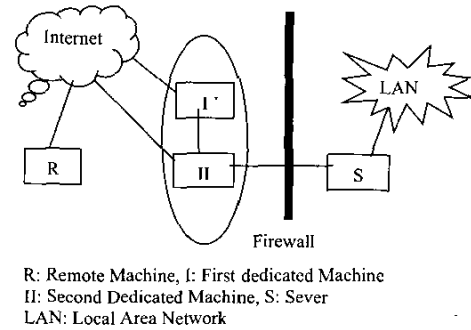 Internet
I
LAN
R
II
S
Firewall
R: Remote Machine, I: First dedicated Machine
II: Second Dedicated Machine, S: Sever
LAN: Local Area Network